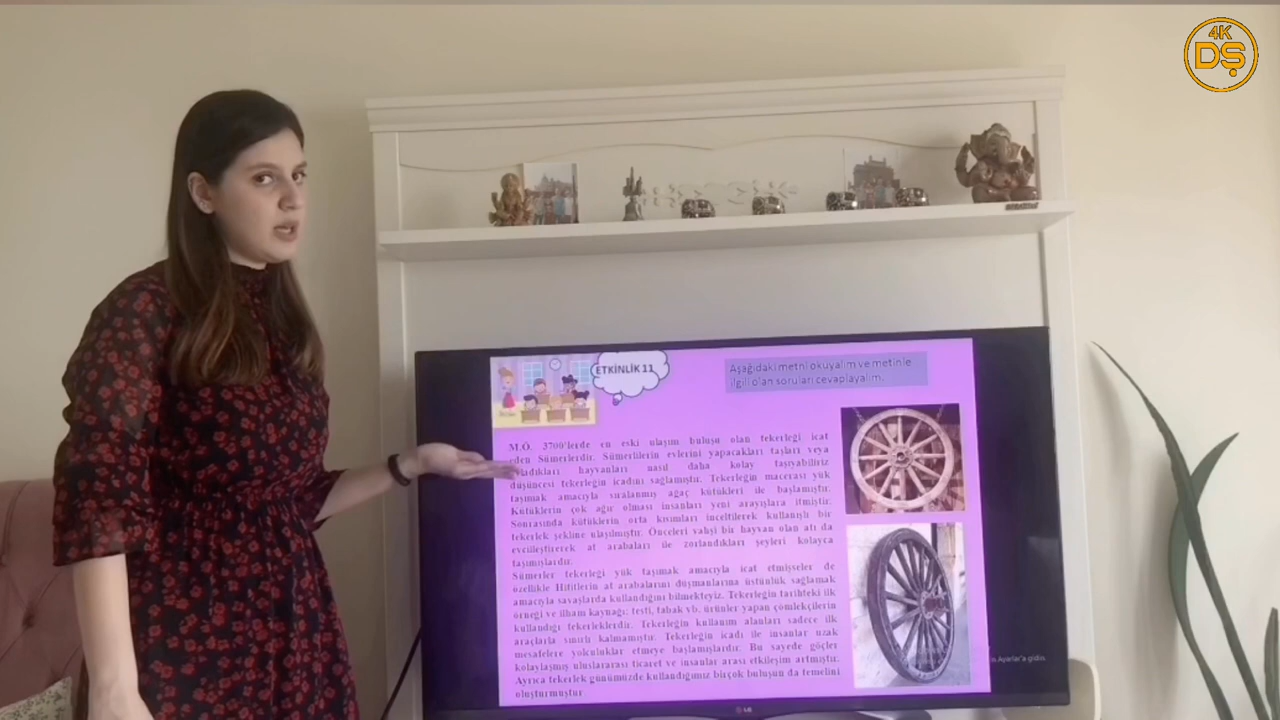 4K
DŞ
ETKİNLİK 11
Aşağıdaki metni okuyalım ve metinle
ilgili olan soruları cevaplayalım.
M.Ö. 3700'lerde en eski ulaşım buluşu olan tekerleği icat
eden Sümerlerdir. Sümerlilerin evlerini yapacakları taşları veya
hayvanları nasıl daha kolay taşıyabiliriz
düşüncesi tekerleğin icadını sağlamıştır. Tekerleğin macerası yük
taşımak amacıyla sıralanmış ağaç kütükleri ile başlamıştır.
Kütüklerin çok ağır olması insanları yeni arayışlara itmiştir.
Sonrasında kütüklerin orta kısımları inceltilerek kullanışlı bir
tekerlek şekline ulaşılmıştır. Önceleri vahşi bir hayvan olan atı da
evcilleştirerek at arabaları ile zorlandıkları şeyleri kolayca
taşımışlardır.
Sümerler tekerleği yük taşımak amacıyla icat etmişseler de
özellikle Hititlerin at arabalarını düşmanlarına üstünlük sağlamak
amacıyla savaşlarda kullandığını bilmekteyiz. Tekerleğin tarihteki ilk
örneği ve ilham kaynağı; testi, tabak vb. ürünler yapan çömlekçilerin
kullandığı tekerleklerdir. Tekerleğin kullanım alanları sadece ilk
araçlarla sınırlı kalmamıştır. Tekerleğin icadı ile insanlar uzak
mesafelere yolculuklar etmeye başlamışlardır. Bu sayede göçler
kolaylaşmış uluslararası ticaret ve insanlar arası etkileşim artmıştır.
Ayrıca tekerlek günümüzde kullandığımız birçok buluşun da temelini
oluşturmuştur.
Ayarlar'a gidin.
LG